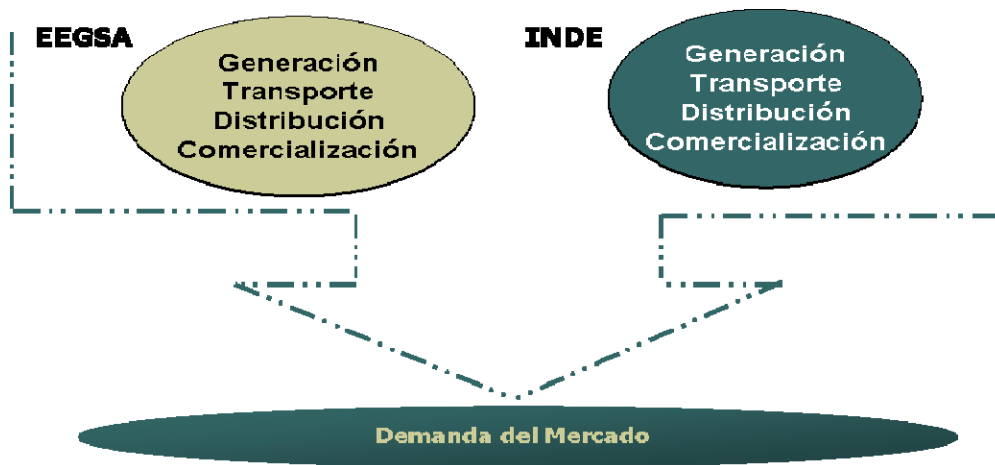 EEGSA
Generación
Transporte
Distribución
Comercialización
INDE
Generación
Transporte
Distribución
Comercialización
Demanda del Mercado